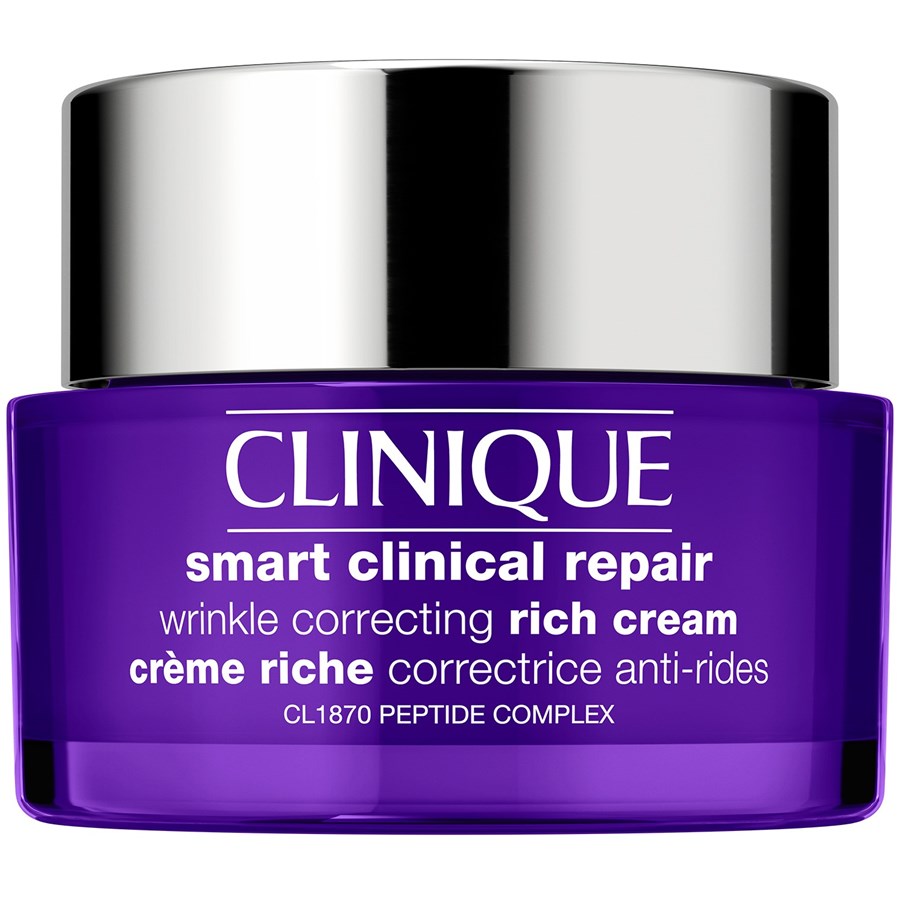 CLINIQUE
smart clinical repair
wrinkle correcting rich cream
crème riche correctrice anti-rides
CL1870 PEPTIDE COMPLEX